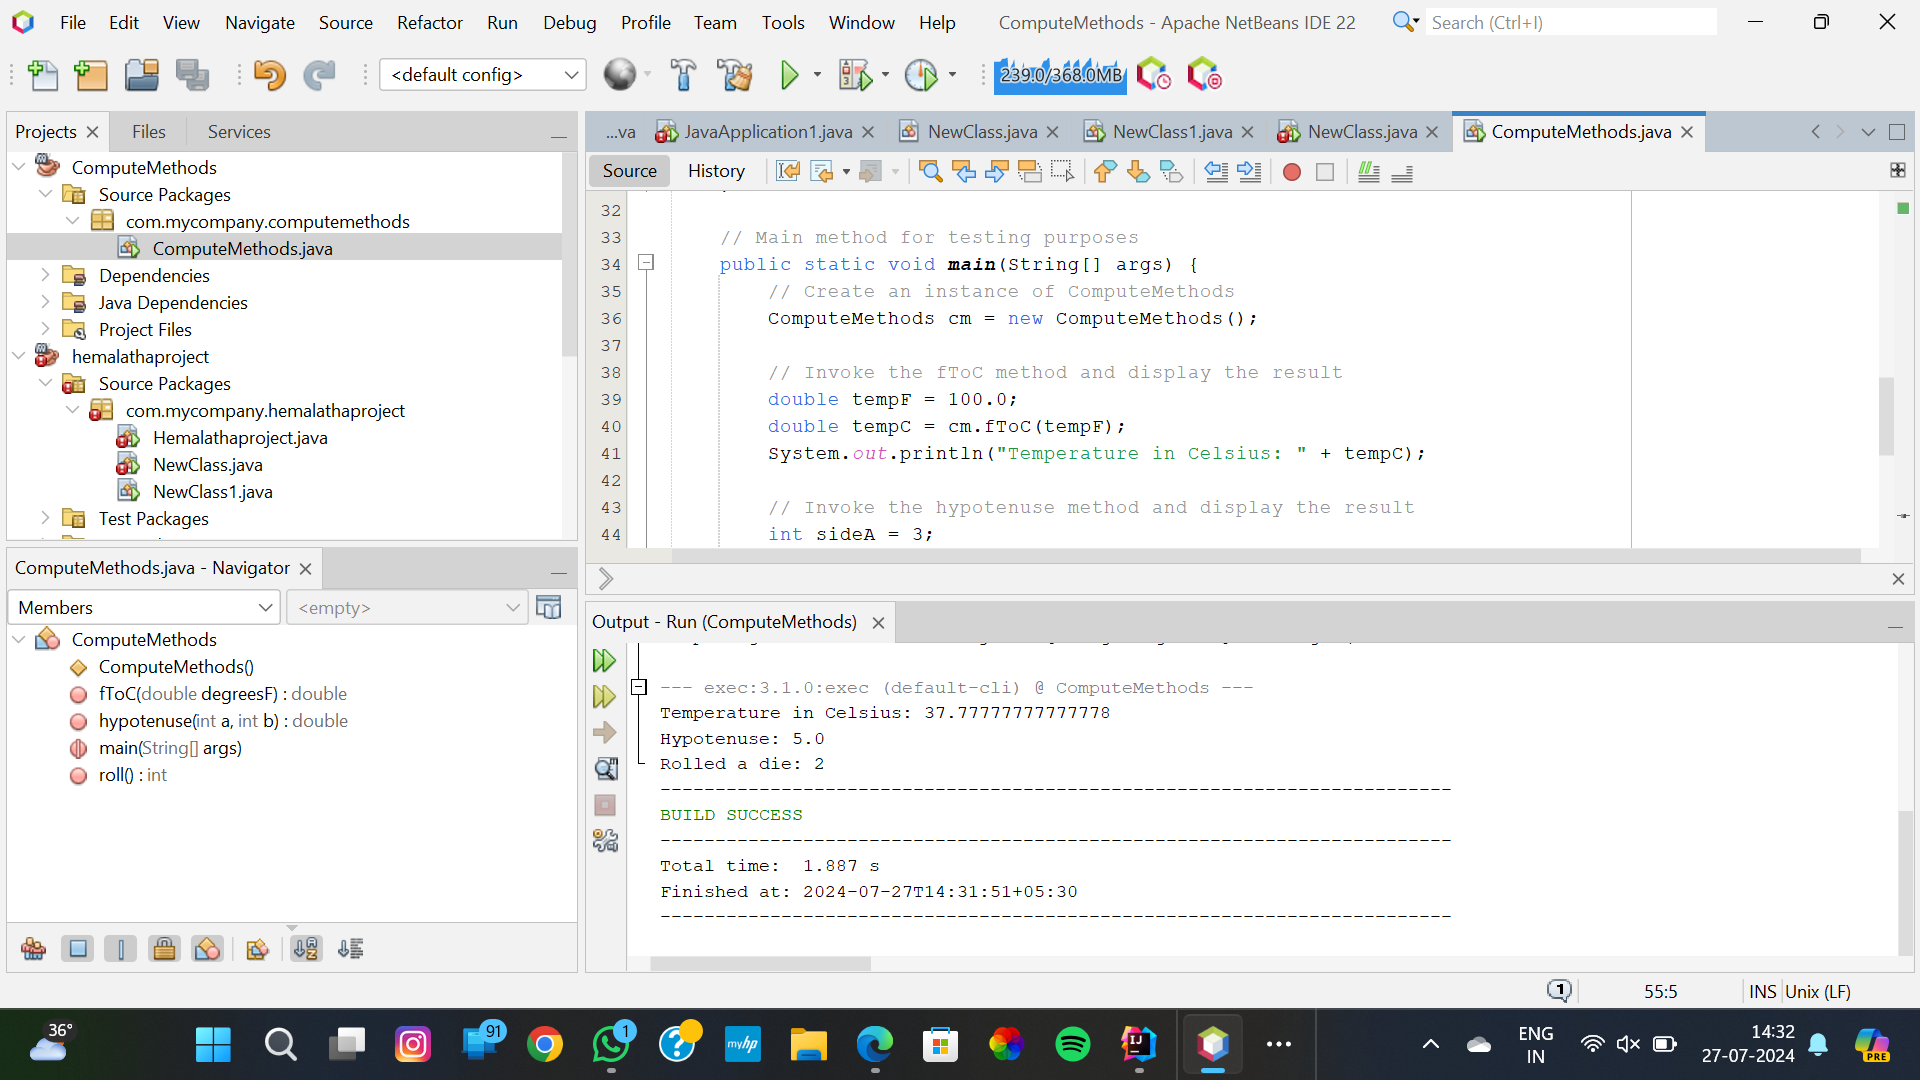 File Edit View Navigate Source Refactor Run Debug Profile Team Tools Window Help ComputeMethods - Apache NetBeans IDE 22 Search (Ctrl+I)
<default config> 239.0/368.0MB
Projects Files Services
ComputeMethods
Source Packages
com.mycompany.computemethods
ComputeMethods.java
Dependencies
Java Dependencies
Project Files
hemalathaproject
Source Packages
com.mycompany.hemalathaproject
Hemalathaproject.java
NewClass.java
NewClass1.java
Test Packages
ComputeMethods.java - Navigator
Members <empty>
ComputeMethods
ComputeMethods()
fToC(double degreesF) : double
hypotenuse(int a, int b) : double
main(String[] args)
roll() : int
...va JavaApplication1.java NewClass.java NewClass1.java NewClass.java ComputeMethods.java
Source History
32
33 // Main method for testing purposes
34 public static void main(String[] args) {
35 // Create an instance of ComputeMethods
36 ComputeMethods cm = new ComputeMethods();
37
38 // Invoke the fToC method and display the result
39 double tempF = 100.0;
40 double tempC = cm.fToC(tempF);
41 System.out.println("Temperature in Celsius: " + tempC);
42
43 // Invoke the hypotenuse method and display the result
44 int sideA = 3;
Output - Run (ComputeMethods)
--- exec:3.1.0:exec (default-cli) @ ComputeMethods ---
Temperature in Celsius: 37.77777777777778
Hypotenuse: 5.0
Rolled a die: 2
------------------------------------------------------------------------
BUILD SUCCESS
------------------------------------------------------------------------
Total time:  1.887 s
Finished at: 2024-07-27T14:31:51+05:30
------------------------------------------------------------------------
1 55:5 INS Unix (LF)
36° 91 1 myhp IJ ENG 14:32
IN 27-07-2024 PRE